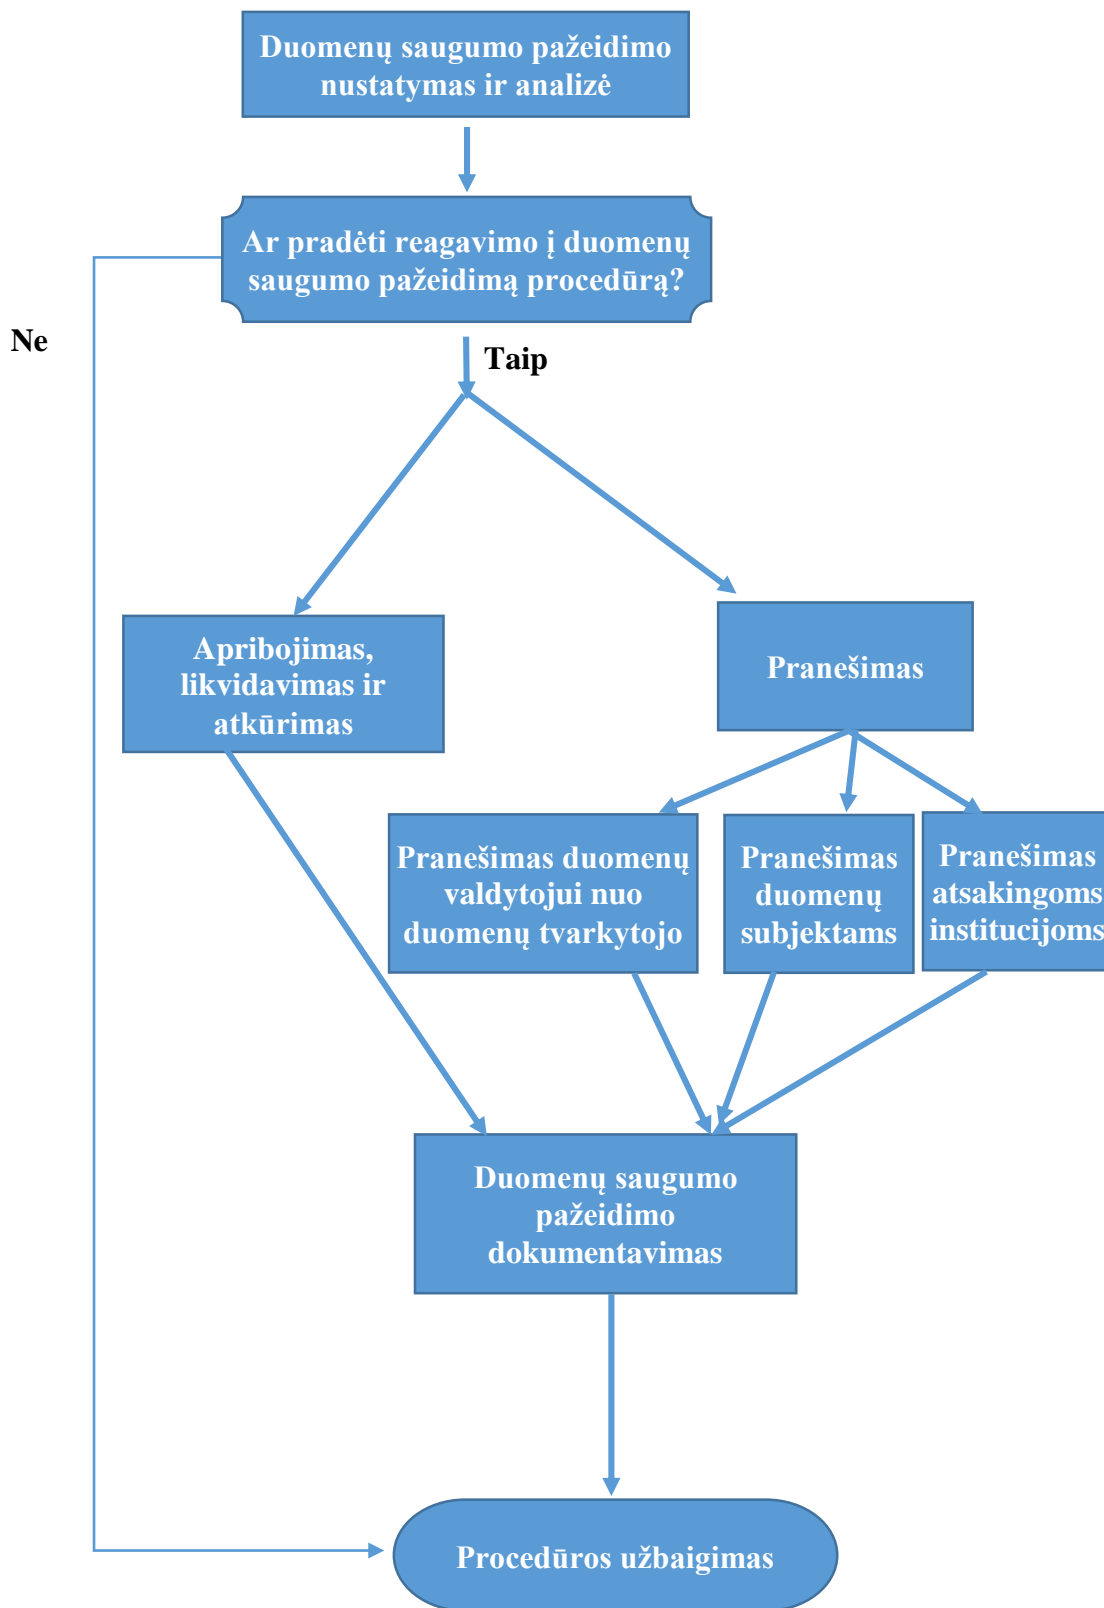 Duomenų saugumo pažeidimo
nustatymas ir analizė
Ar pradėti reagavimo į duomenų
saugumo pažeidimą procedūrą?
Ne
Taip
Apribojimas,
likvidavimas ir
atkūrimas
Pranešimas
Pranešimas duomenų
valdytojui nuo
duomenų tvarkytojo
Pranešimas
duomenų
subjektams
Pranešimas
atsakingoms
institucijoms
Duomenų saugumo
pažeidimo
dokumentavimas
Procedūros užbaigimas